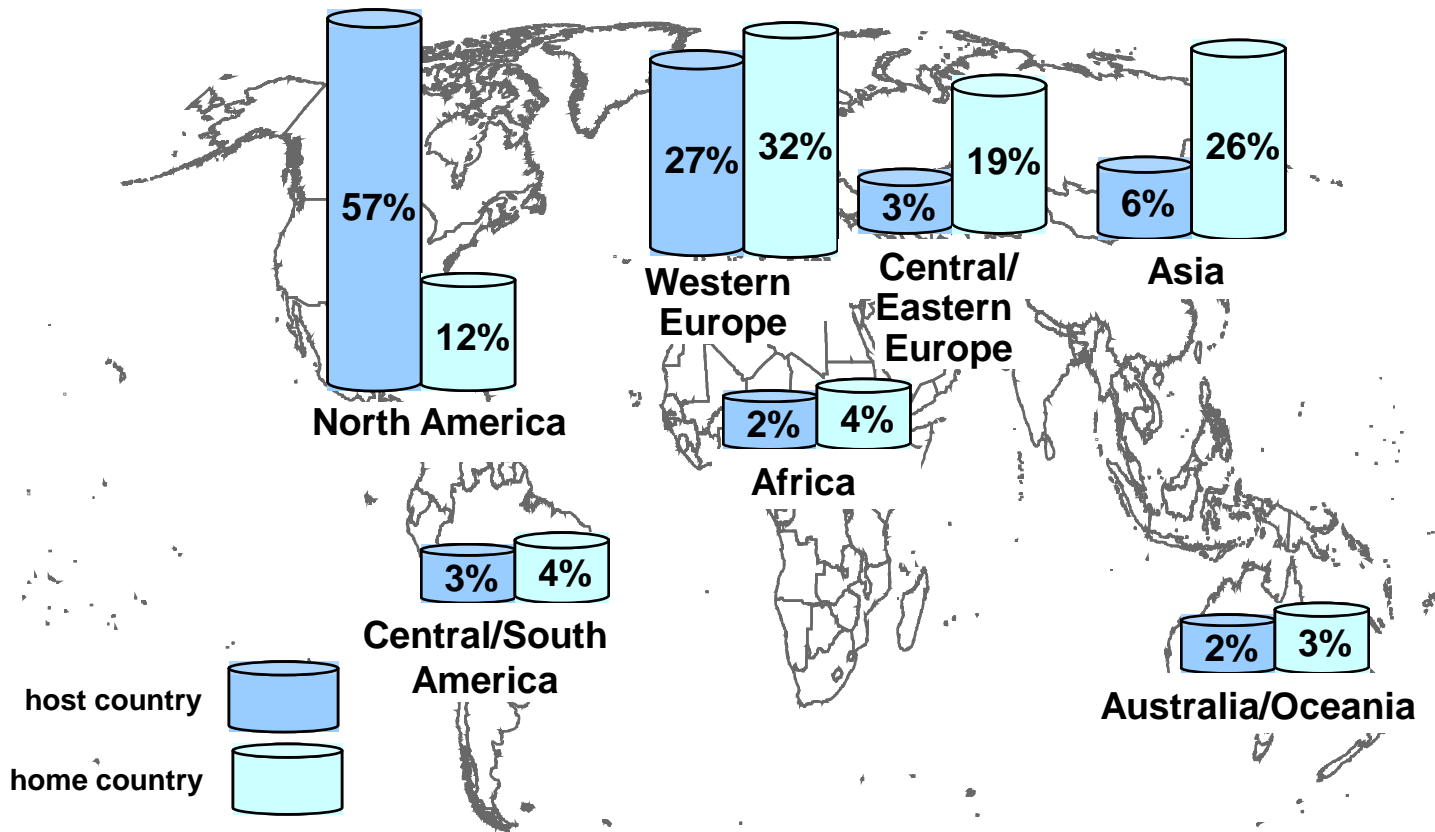 57%
12%
North America
27%
32%
Western
Europe
3%
19%
Central/
Eastern
Europe
6%
26%
Asia
2%
4%
Africa
3%
4%
Central/South
America
2%
3%
Australia/Oceania
host country
home country